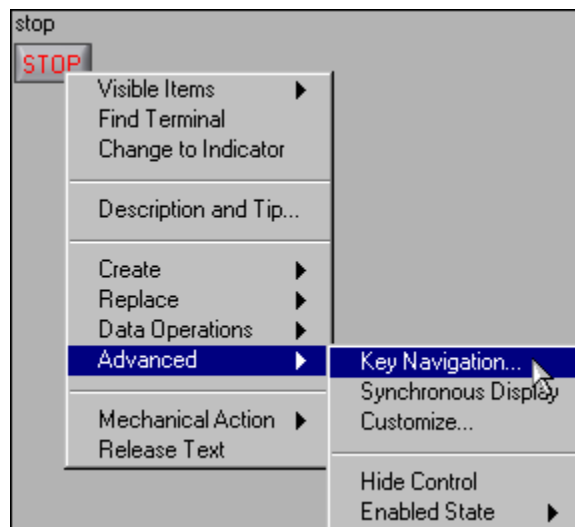 stop
STOP
Visible Items
Find Terminal
Change to Indicator
Description and Tip...
Create
Replace
Data Operations
Advanced
Mechanical Action
Release Text
Key Navigation...
Synchronous Display
Customize...
Hide Control
Enabled State